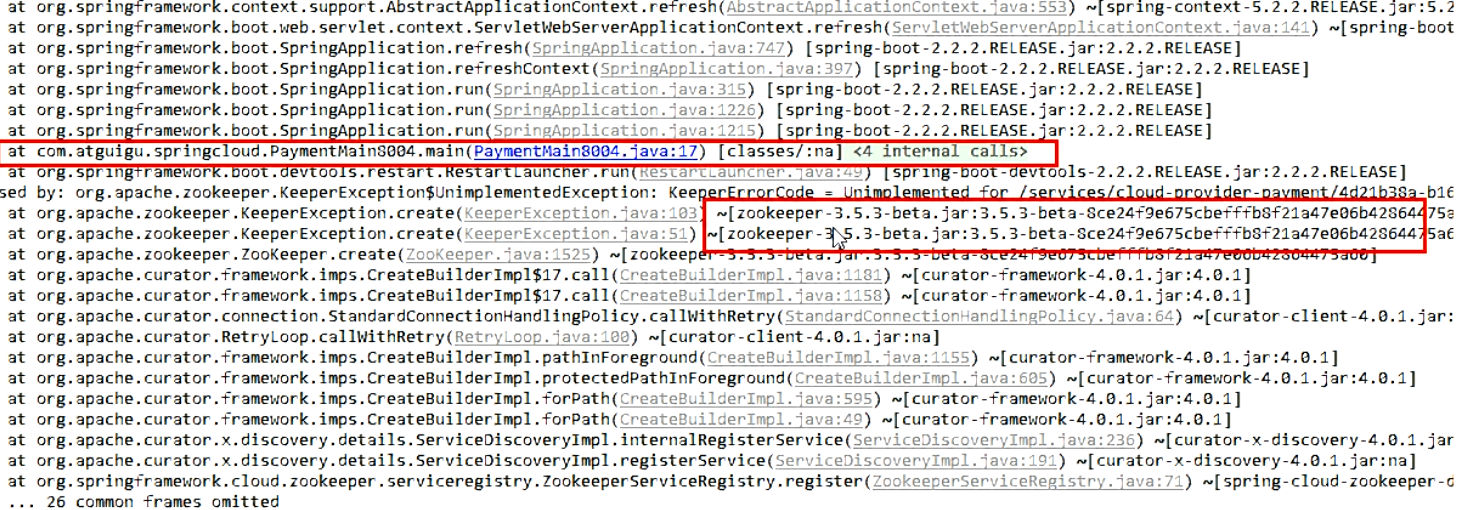 at org.springframework.context.support.AbstractApplicationContext.refresh(AbstractApplicationContext.java:553) ~[spring-context-5.2.2.RELEASE.jar:5.2
at org.springframework.boot.web.servlet.context.ServletWebServerApplicationContext.refresh(ServletWebServerApplicationContext.java:141) ~[spring-boot
at org.springframework.boot.SpringApplication.refresh(SpringApplication.java:747) [spring-boot-2.2.2.RELEASE.jar:2.2.2.RELEASE]
at org.springframework.boot.SpringApplication.refreshContext(SpringApplication.java:397) [spring-boot-2.2.2.RELEASE.jar:2.2.2.RELEASE]
at org.springframework.boot.SpringApplication.run(SpringApplication.java:315) [spring-boot-2.2.2.RELEASE.jar:2.2.2.RELEASE]
at org.springframework.boot.SpringApplication.run(SpringApplication.java:1226) [spring-boot-2.2.2.RELEASE.jar:2.2.2.RELEASE]
at org.springframework.boot.SpringApplication.run(SpringApplication.java:1215) [spring-boot-2.2.2.RELEASE.jar:2.2.2.RELEASE]
at com.atguigu.springcloud.PaymentMain8004.main(PaymentMain8004.java:17) [classes/:na] <4 internal calls>
at org.springframework.boot.devtools.restart.RestartLauncher.run(RestartLauncher.java:49) [spring-boot-devtools-2.2.2.RELEASE.jar:2.2.2.RELEASE]
sed by: org.apache.zookeeper.KeeperException$UnimplementedException: KeeperErrorCode = Unimplemented for /services/cloud-provider-payment/4d21b38a-b16
at org.apache.zookeeper.KeeperException.create(KeeperException.java:103) ~[zookeeper-3.5.3-beta.jar:3.5.3-beta-8ce24f9e675cbefffb8f21a47e06b42864475a
at org.apache.zookeeper.KeeperException.create(KeeperException.java:51) ~[zookeeper-3.5.3-beta.jar:3.5.3-beta-8ce24f9e675cbefffb8f21a47e06b42864475a6
at org.apache.zookeeper.ZooKeeper.create(ZooKeeper.java:1525) ~[zookeeper-3.5.3-beta.jar:3.5.3-beta-8ce24f9e675cbefffb8f21a47e06b42864475a60]
at org.apache.curator.framework.imps.CreateBuilderImpl$17.call(CreateBuilderImpl.java:1181) ~[curator-framework-4.0.1.jar:4.0.1]
at org.apache.curator.framework.imps.CreateBuilderImpl$17.call(CreateBuilderImpl.java:1158) ~[curator-framework-4.0.1.jar:4.0.1]
at org.apache.curator.connection.StandardConnectionHandlingPolicy.callWithRetry(StandardConnectionHandlingPolicy.java:64) ~[curator-client-4.0.1.jar:
at org.apache.curator.RetryLoop.callWithRetry(RetryLoop.java:100) ~[curator-client-4.0.1.jar:na]
at org.apache.curator.framework.imps.CreateBuilderImpl.pathInForeground(CreateBuilderImpl.java:1155) ~[curator-framework-4.0.1.jar:4.0.1]
at org.apache.curator.framework.imps.CreateBuilderImpl.protectedPathInForeground(CreateBuilderImpl.java:605) ~[curator-framework-4.0.1.jar:4.0.1]
at org.apache.curator.framework.imps.CreateBuilderImpl.forPath(CreateBuilderImpl.java:595) ~[curator-framework-4.0.1.jar:4.0.1]
at org.apache.curator.framework.imps.CreateBuilderImpl.forPath(CreateBuilderImpl.java:49) ~[curator-framework-4.0.1.jar:4.0.1]
at org.apache.curator.x.discovery.details.ServiceDiscoveryImpl.internalRegisterService(ServiceDiscoveryImpl.java:236) ~[curator-x-discovery-4.0.1.jar
at org.apache.curator.x.discovery.details.ServiceDiscoveryImpl.registerService(ServiceDiscoveryImpl.java:191) ~[curator-x-discovery-4.0.1.jar:na]
at org.springframework.cloud.zookeeper.serviceregistry.ZookeeperServiceRegistry.register(ZookeeperServiceRegistry.java:71) ~[spring-cloud-zookeeper-d
... 26 common frames omitted